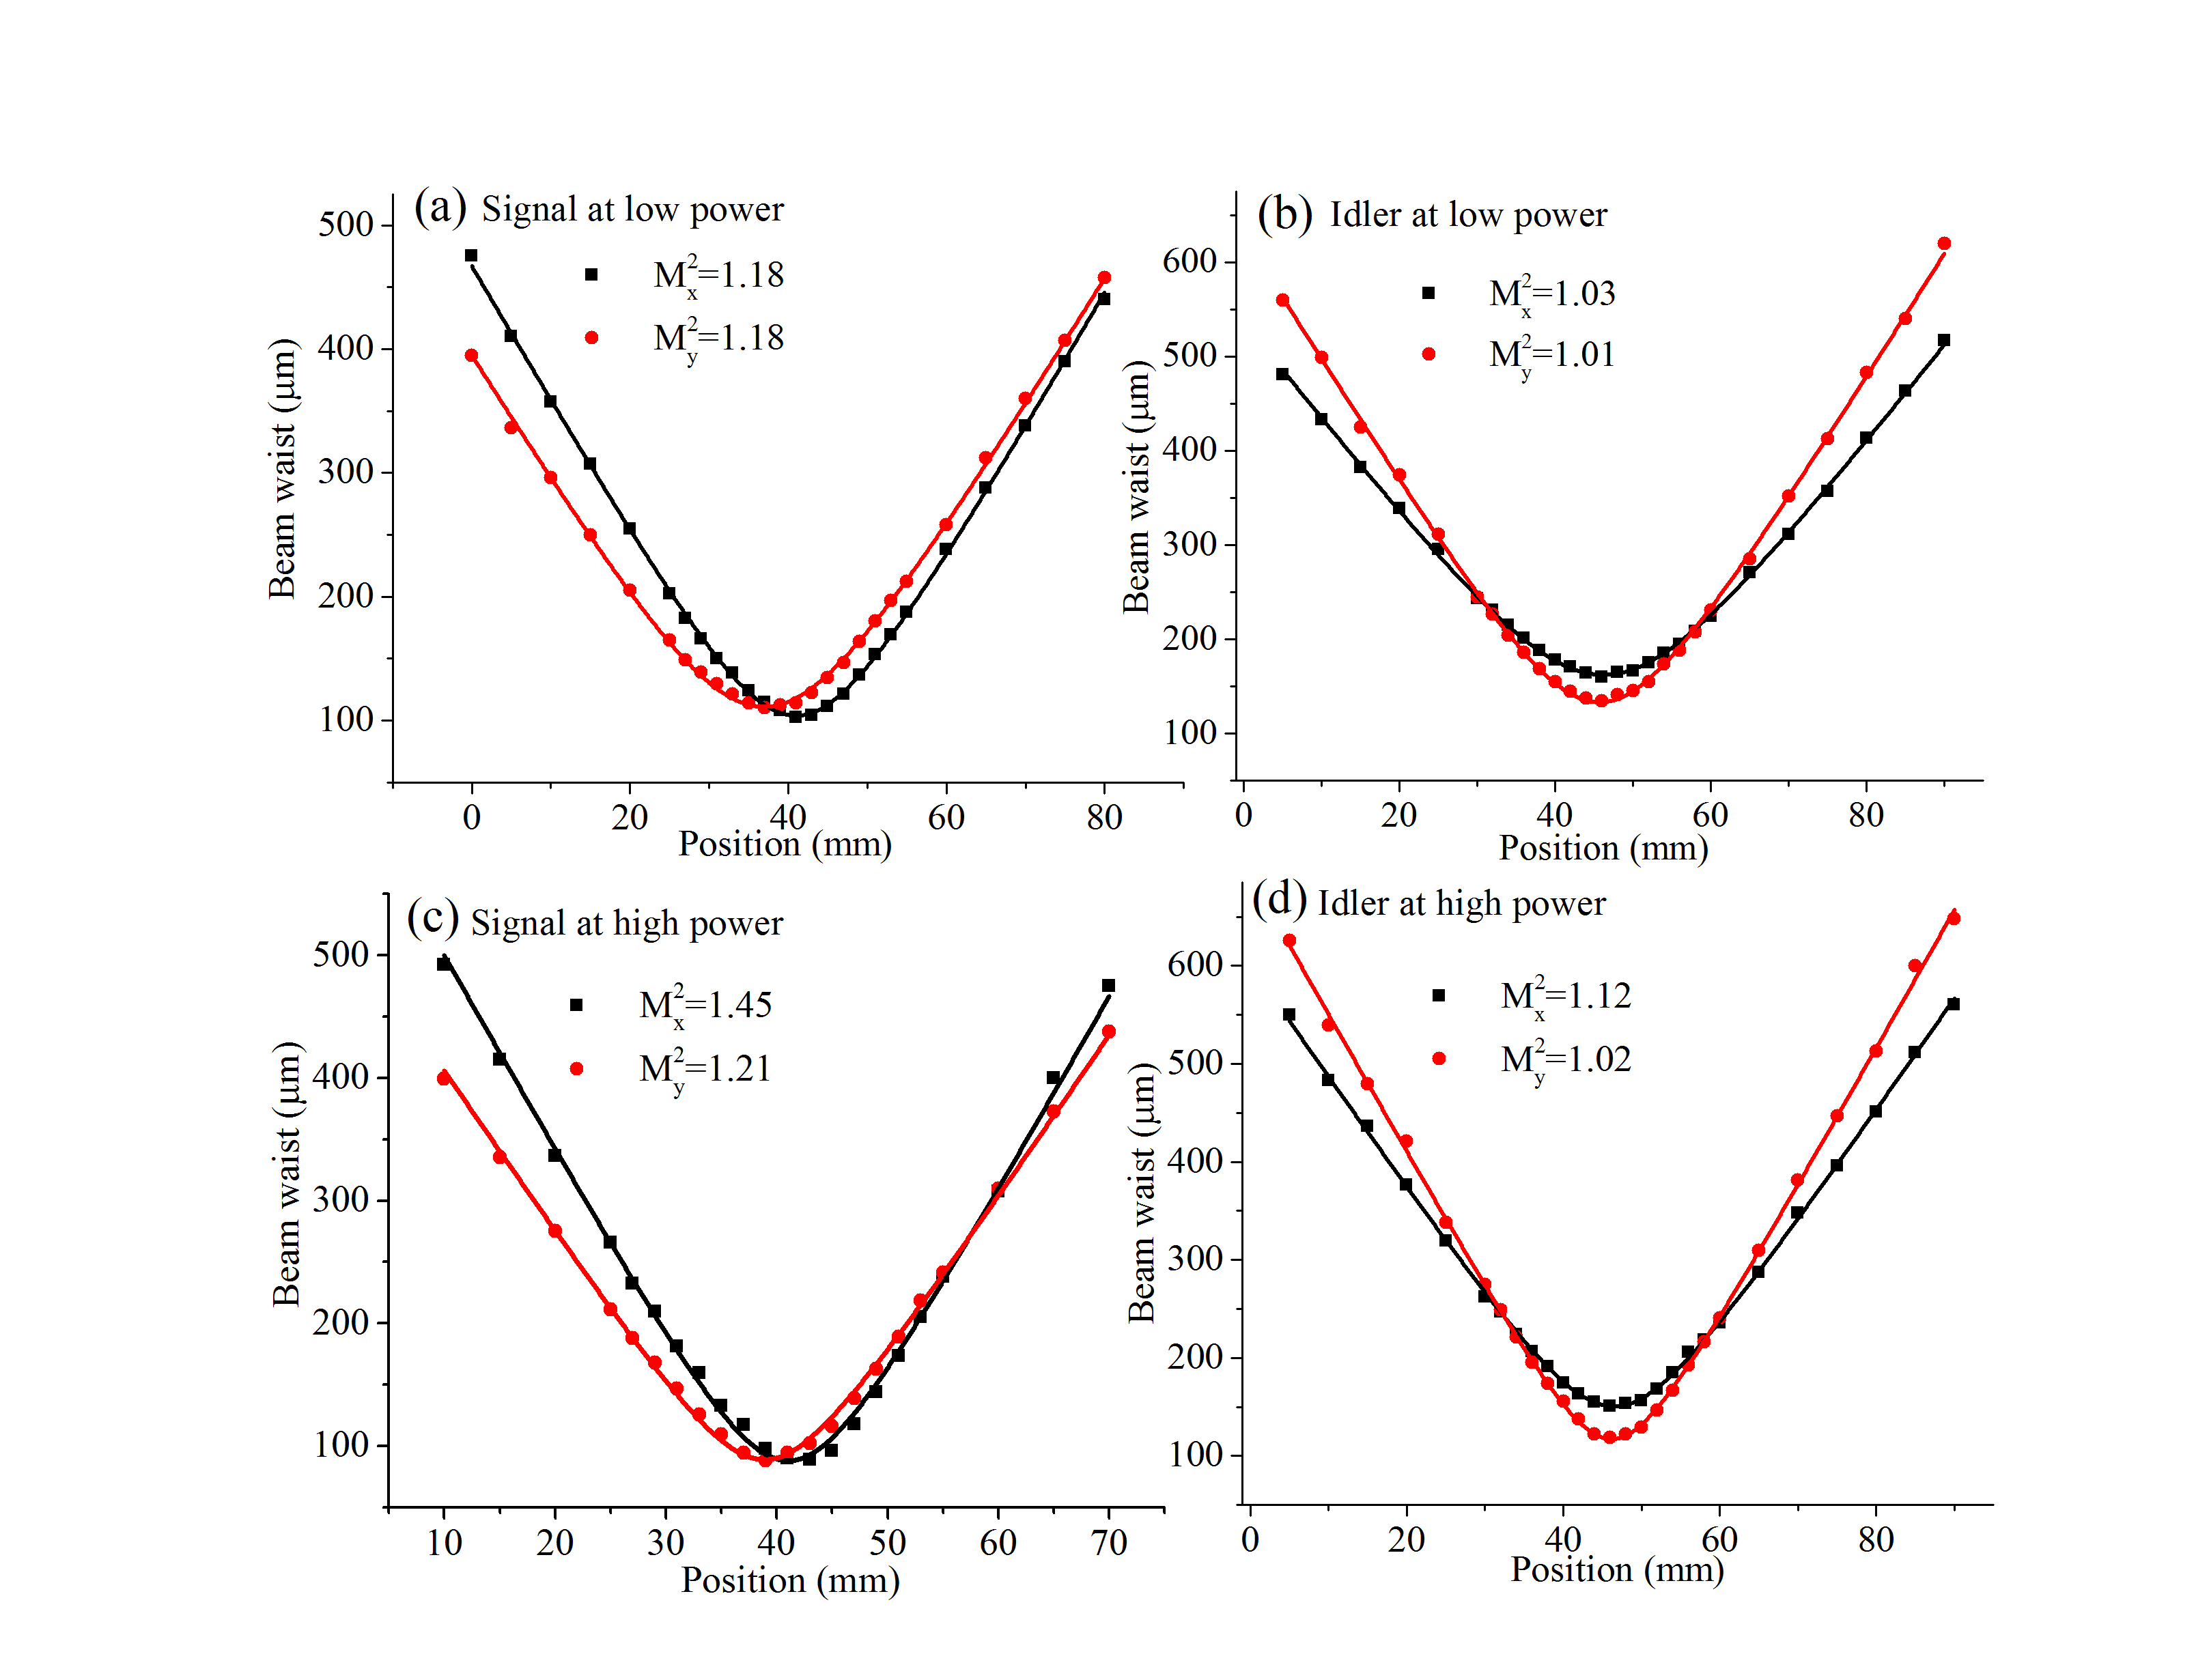 (a) Signal at low power
M²x=1.18
M²y=1.18
500
400
300
200
100
Beam waist (μm)
0 20 40 60 80
Position (mm)
(b) Idler at low power
M²x=1.03
M²y=1.01
600
500
400
300
200
100
Beam waist (μm)
0 20 40 60 80
Position (mm)
(c) Signal at high power
M²x=1.45
M²y=1.21
500
400
300
200
100
Beam waist (μm)
10 20 30 40 50 60 70
Position (mm)
(d) Idler at high power
M²x=1.12
M²y=1.02
600
500
400
300
200
100
Beam waist (μm)
0 20 40 60 80
Position (mm)